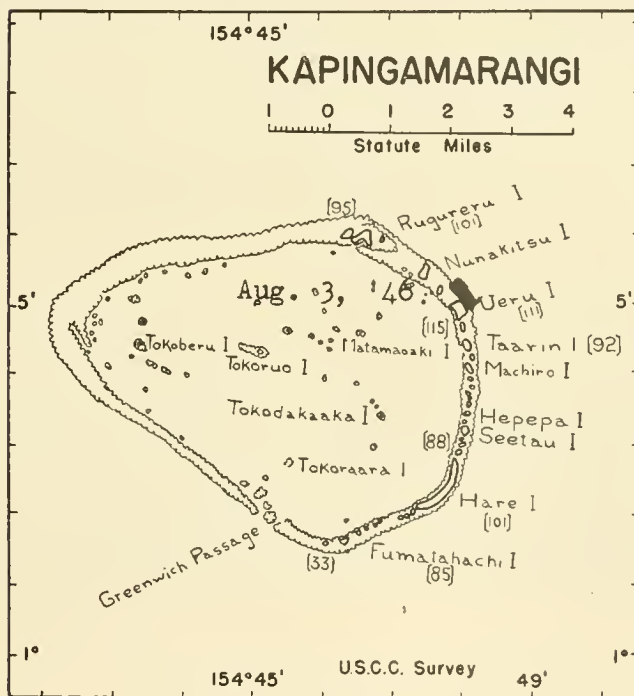 154°45'
KAPINGAMARANGI
1 0 1 2 3 4
Statute Miles
[95]
Rugureru I
[101]
Nunakitsu I
Aug 3, '46
5'
Ueru I
5'
[111]
[115]
Taarin I [92]
Tokoberu I
Matamaoaki I
Tokoruo I
Machiro I
Tokodakaaka I
Hepepa I
[88]
Seetau I
Tokoraara I
Hare I
[101]
Greenwich Passage
Fumatahachi I
[33]
[85]
1°
1°
154°45'
U.S.C.C. Survey
49'